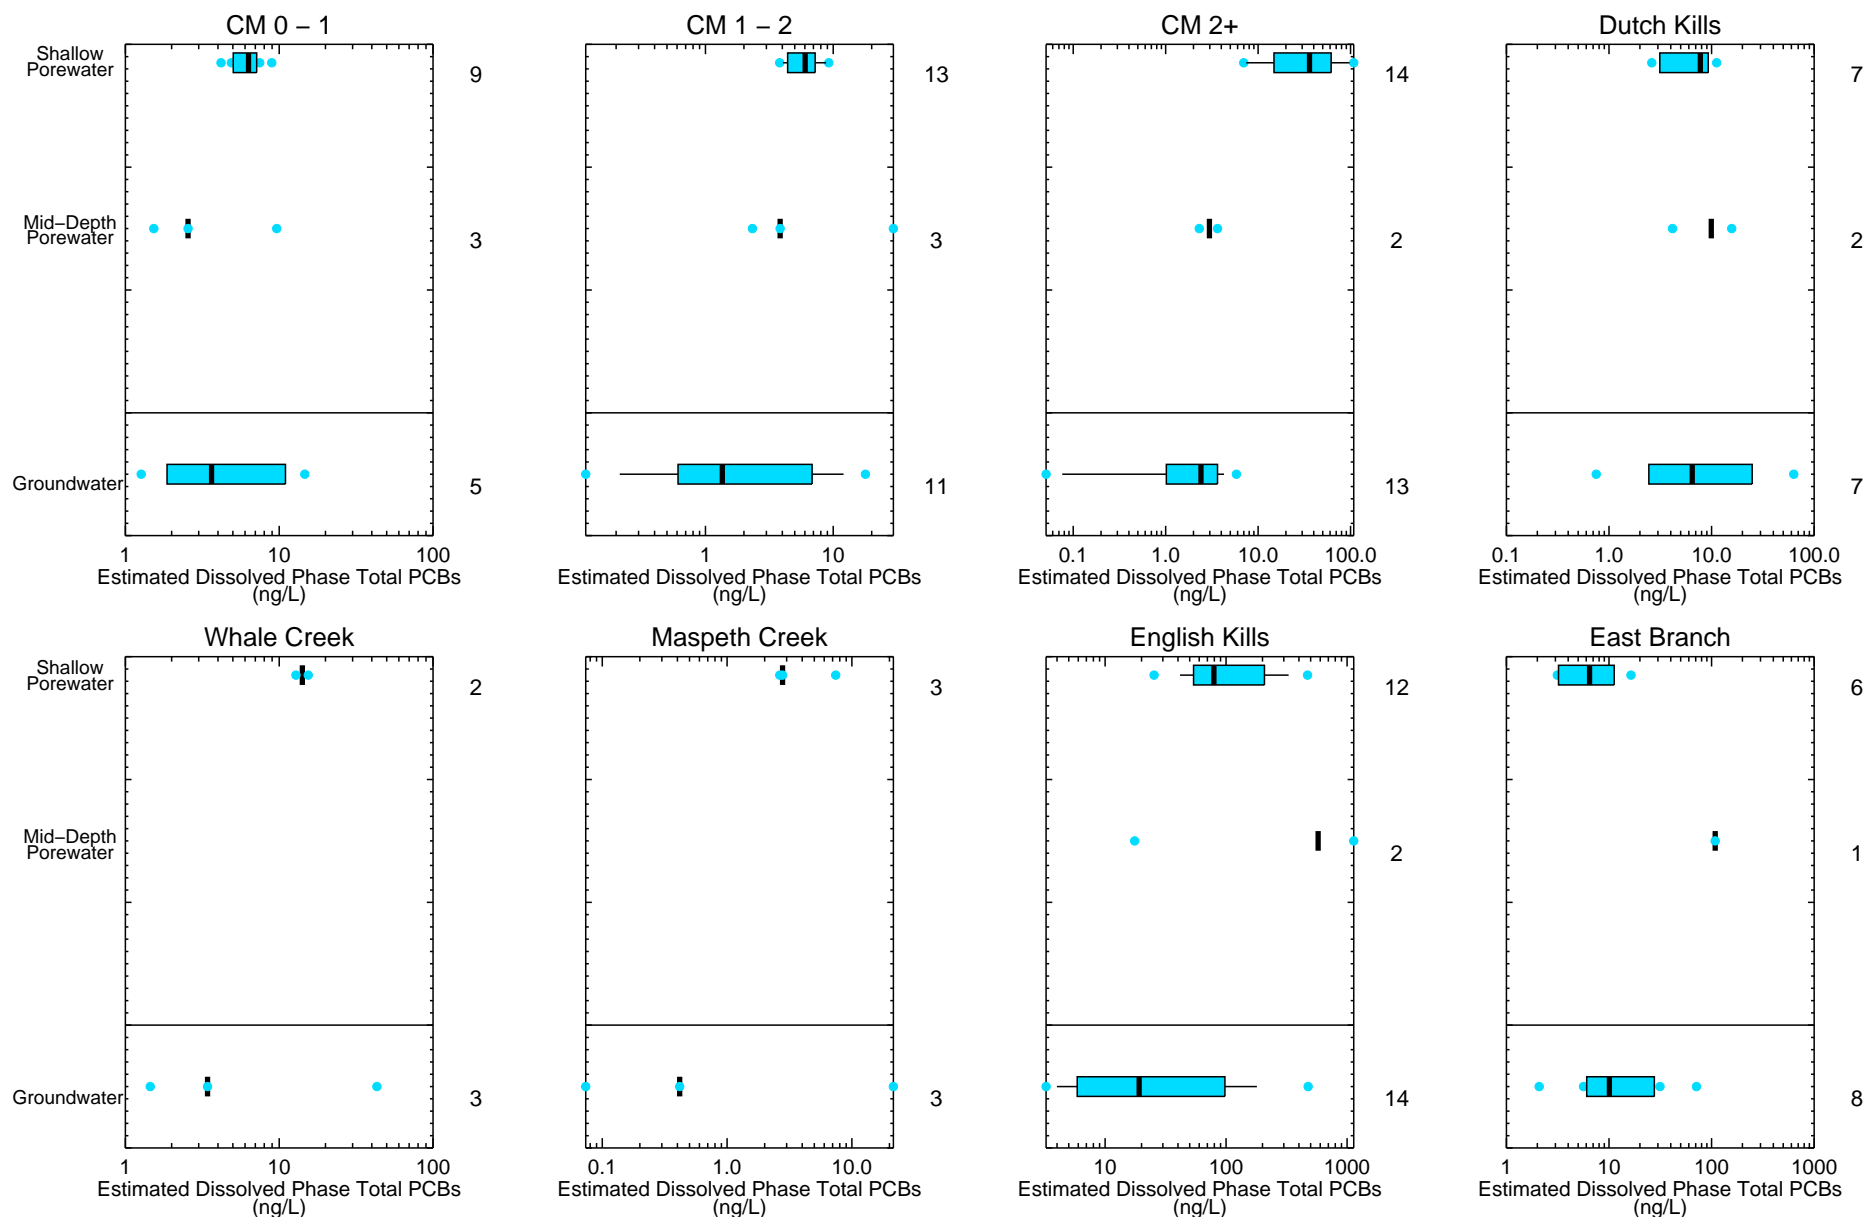 CM 0 – 1
CM 1 – 2
CM 2+
Dutch Kills
Shallow
Porewater
9
13
14
7
Mid–Depth
Porewater
3
3
2
2
Groundwater
5
11
13
7
1 10 100
1 10
0.1 1.0 10.0 100.0
0.1 1.0 10.0 100.0
Estimated Dissolved Phase Total PCBs
(ng/L)
Estimated Dissolved Phase Total PCBs
(ng/L)
Estimated Dissolved Phase Total PCBs
(ng/L)
Estimated Dissolved Phase Total PCBs
(ng/L)
Whale Creek
Maspeth Creek
English Kills
East Branch
Shallow
Porewater
2
3
12
6
Mid–Depth
Porewater
2
1
Groundwater
3
3
14
8
1 10 100
0.1 1.0 10.0
10 100 1000
1 10 100 1000
Estimated Dissolved Phase Total PCBs
(ng/L)
Estimated Dissolved Phase Total PCBs
(ng/L)
Estimated Dissolved Phase Total PCBs
(ng/L)
Estimated Dissolved Phase Total PCBs
(ng/L)